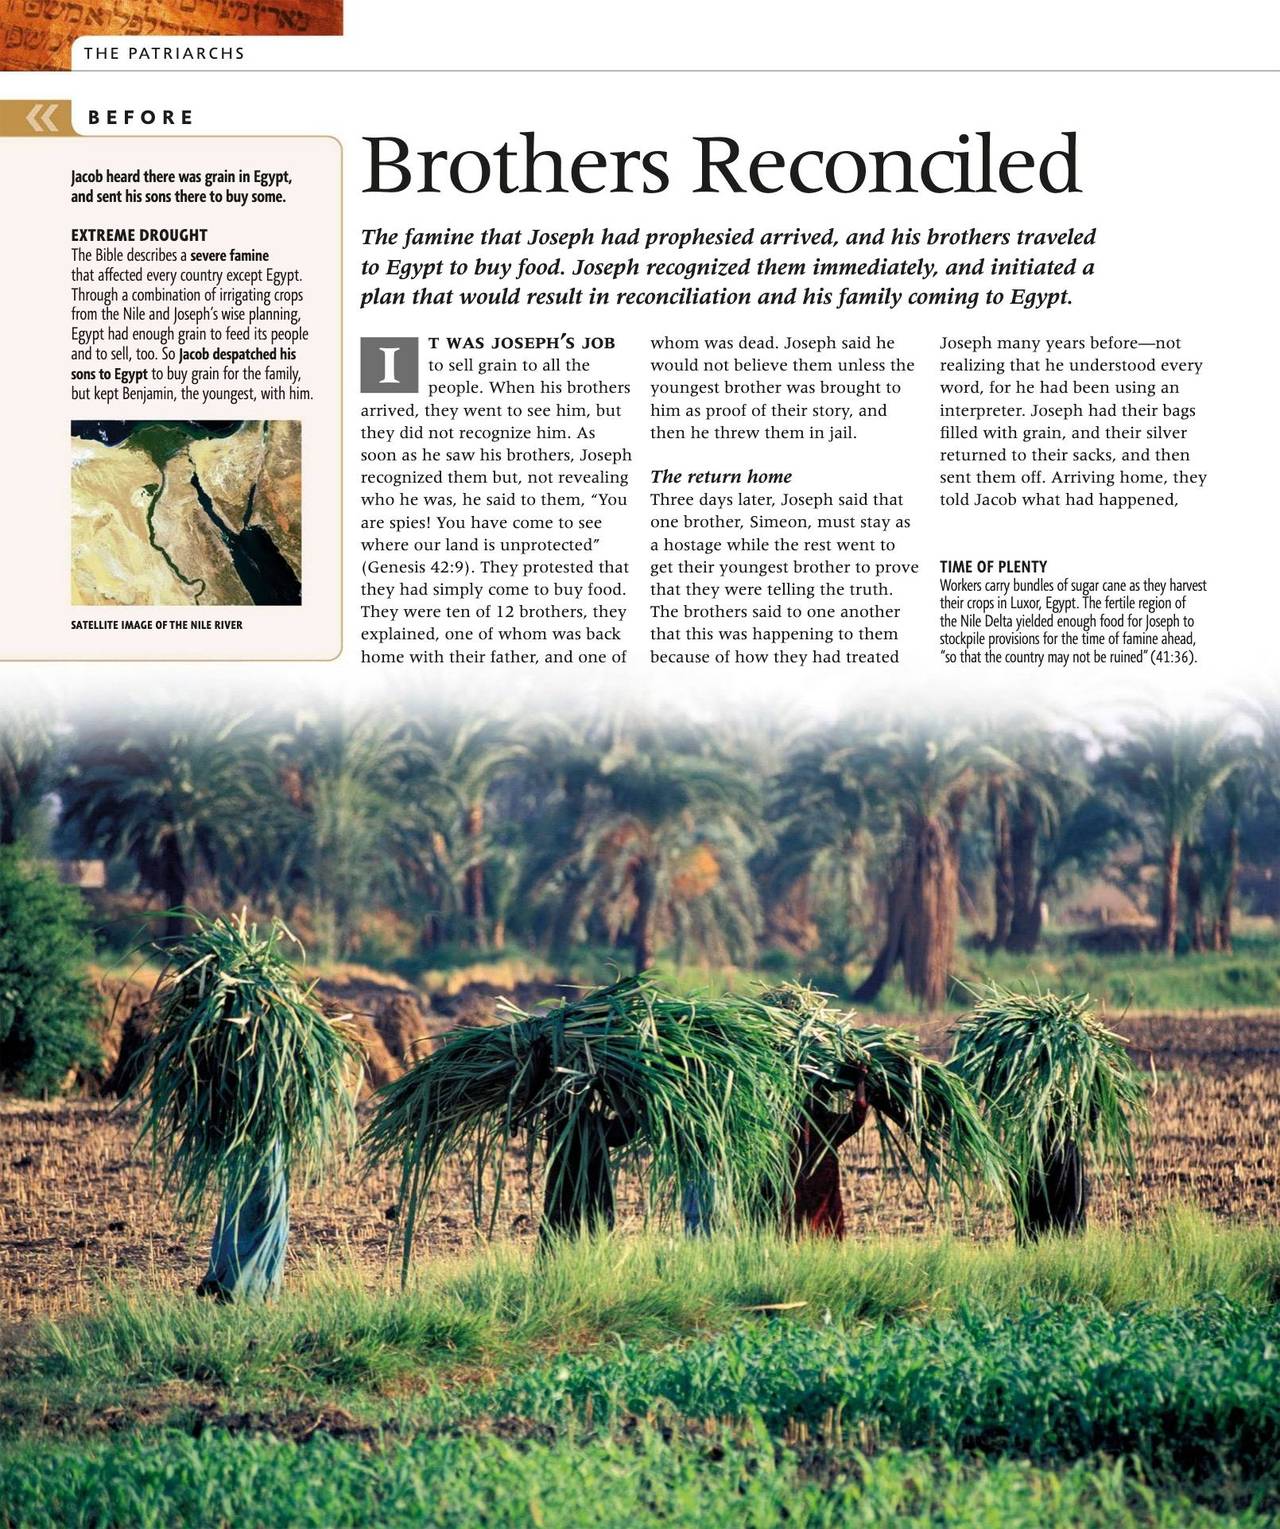 THE PATRIARCHS
BEFORE
Jacob heard there was grain in Egypt,
and sent his sons there to buy some.
EXTREME DROUGHT
The Bible describes a severe famine
that affected every country except Egypt.
Through a combination of irrigating crops
from the Nile and Joseph’s wise planning,
Egypt had enough grain to feed its people
and to sell, too. So Jacob despatched his
sons to Egypt to buy grain for the family,
but kept Benjamin, the youngest, with him.
SATELLITE IMAGE OF THE NILE RIVER
Brothers Reconciled
The famine that Joseph had prophesied arrived, and his brothers traveled
to Egypt to buy food. Joseph recognized them immediately, and initiated a
plan that would result in reconciliation and his family coming to Egypt.
IT WAS JOSEPH’S JOB
to sell grain to all the
people. When his brothers
arrived, they went to see him, but
they did not recognize him. As
soon as he saw his brothers, Joseph
recognized them but, not revealing
who he was, he said to them, “You
are spies! You have come to see
where our land is unprotected”
(Genesis 42:9). They protested that
they had simply come to buy food.
They were ten of 12 brothers, they
explained, one of whom was back
home with their father, and one of
whom was dead. Joseph said he
would not believe them unless the
youngest brother was brought to
him as proof of their story, and
then he threw them in jail.
The return home
Three days later, Joseph said that
one brother, Simeon, must stay as
a hostage while the rest went to
get their youngest brother to prove
that they were telling the truth.
The brothers said to one another
that this was happening to them
because of how they had treated
Joseph many years before—not
realizing that he understood every
word, for he had been using an
interpreter. Joseph had their bags
filled with grain, and their silver
returned to their sacks, and then
sent them off. Arriving home, they
told Jacob what had happened,
TIME OF PLENTY
Workers carry bundles of sugar cane as they harvest
their crops in Luxor, Egypt. The fertile region of
the Nile Delta yielded enough food for Joseph to
stockpile provisions for the time of famine ahead,
“so that the country may not be ruined” (41:36).